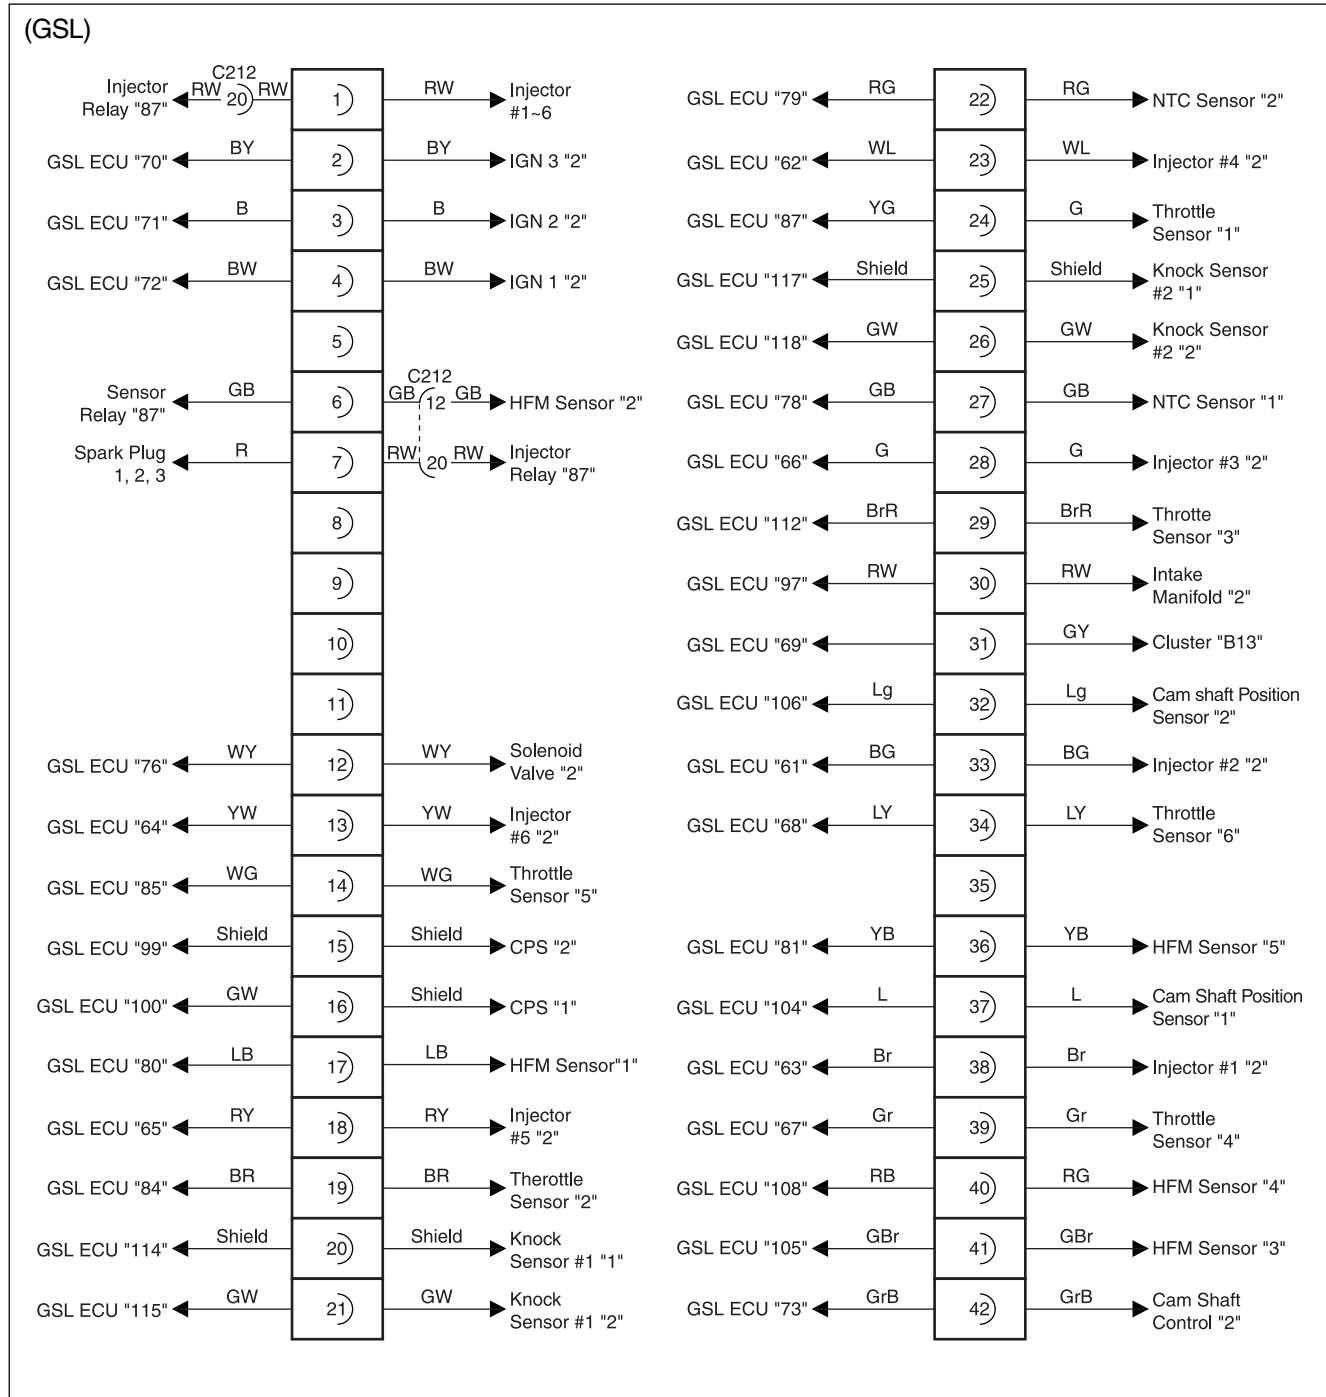 (GSL)
Injector
Relay "87"
RW
C212
20
RW
1
RW
Injector
#1~6
GSL ECU "70"
BY
2
BY
IGN 3 "2"
GSL ECU "71"
B
3
B
IGN 2 "2"
GSL ECU "72"
BW
4
BW
IGN 1 "2"
5
Sensor
Relay "87"
GB
6
GB
C212
12
GB
HFM Sensor "2"
Spark Plug
1, 2, 3
R
7
RW
20
RW
Injector
Relay "87"
8
9
10
11
GSL ECU "76"
WY
12
WY
Solenoid
Valve "2"
GSL ECU "64"
YW
13
YW
Injector
#6 "2"
GSL ECU "85"
WG
14
WG
Throttle
Sensor "5"
GSL ECU "99"
Shield
15
Shield
CPS "2"
GSL ECU "100"
GW
16
Shield
CPS "1"
GSL ECU "80"
LB
17
LB
HFM Sensor"1"
GSL ECU "65"
RY
18
RY
Injector
#5 "2"
GSL ECU "84"
BR
19
BR
Therottle
Sensor "2"
GSL ECU "114"
Shield
20
Shield
Knock
Sensor #1 "1"
GSL ECU "115"
GW
21
GW
Knock
Sensor #1 "2"
GSL ECU "79"
RG
22
RG
NTC Sensor "2"
GSL ECU "62"
WL
23
WL
Injector #4 "2"
GSL ECU "87"
YG
24
G
Throttle
Sensor "1"
GSL ECU "117"
Shield
25
Shield
Knock Sensor
#2 "1"
GSL ECU "118"
GW
26
GW
Knock Sensor
#2 "2"
GSL ECU "78"
GB
27
GB
NTC Sensor "1"
GSL ECU "66"
G
28
G
Injector #3 "2"
GSL ECU "112"
BrR
29
BrR
Throtte
Sensor "3"
GSL ECU "97"
RW
30
RW
Intake
Manifold "2"
GSL ECU "69"
31
GY
Cluster "B13"
GSL ECU "106"
Lg
32
Lg
Cam shaft Position
Sensor "2"
GSL ECU "61"
BG
33
BG
Injector #2 "2"
GSL ECU "68"
LY
34
LY
Throttle
Sensor "6"
35
GSL ECU "81"
YB
36
YB
HFM Sensor "5"
GSL ECU "104"
L
37
L
Cam Shaft Position
Sensor "1"
GSL ECU "63"
Br
38
Br
Injector #1 "2"
GSL ECU "67"
Gr
39
Gr
Throttle
Sensor "4"
GSL ECU "108"
RB
40
RG
HFM Sensor "4"
GSL ECU "105"
GBr
41
GBr
HFM Sensor "3"
GSL ECU "73"
GrB
42
GrB
Cam Shaft
Control "2"